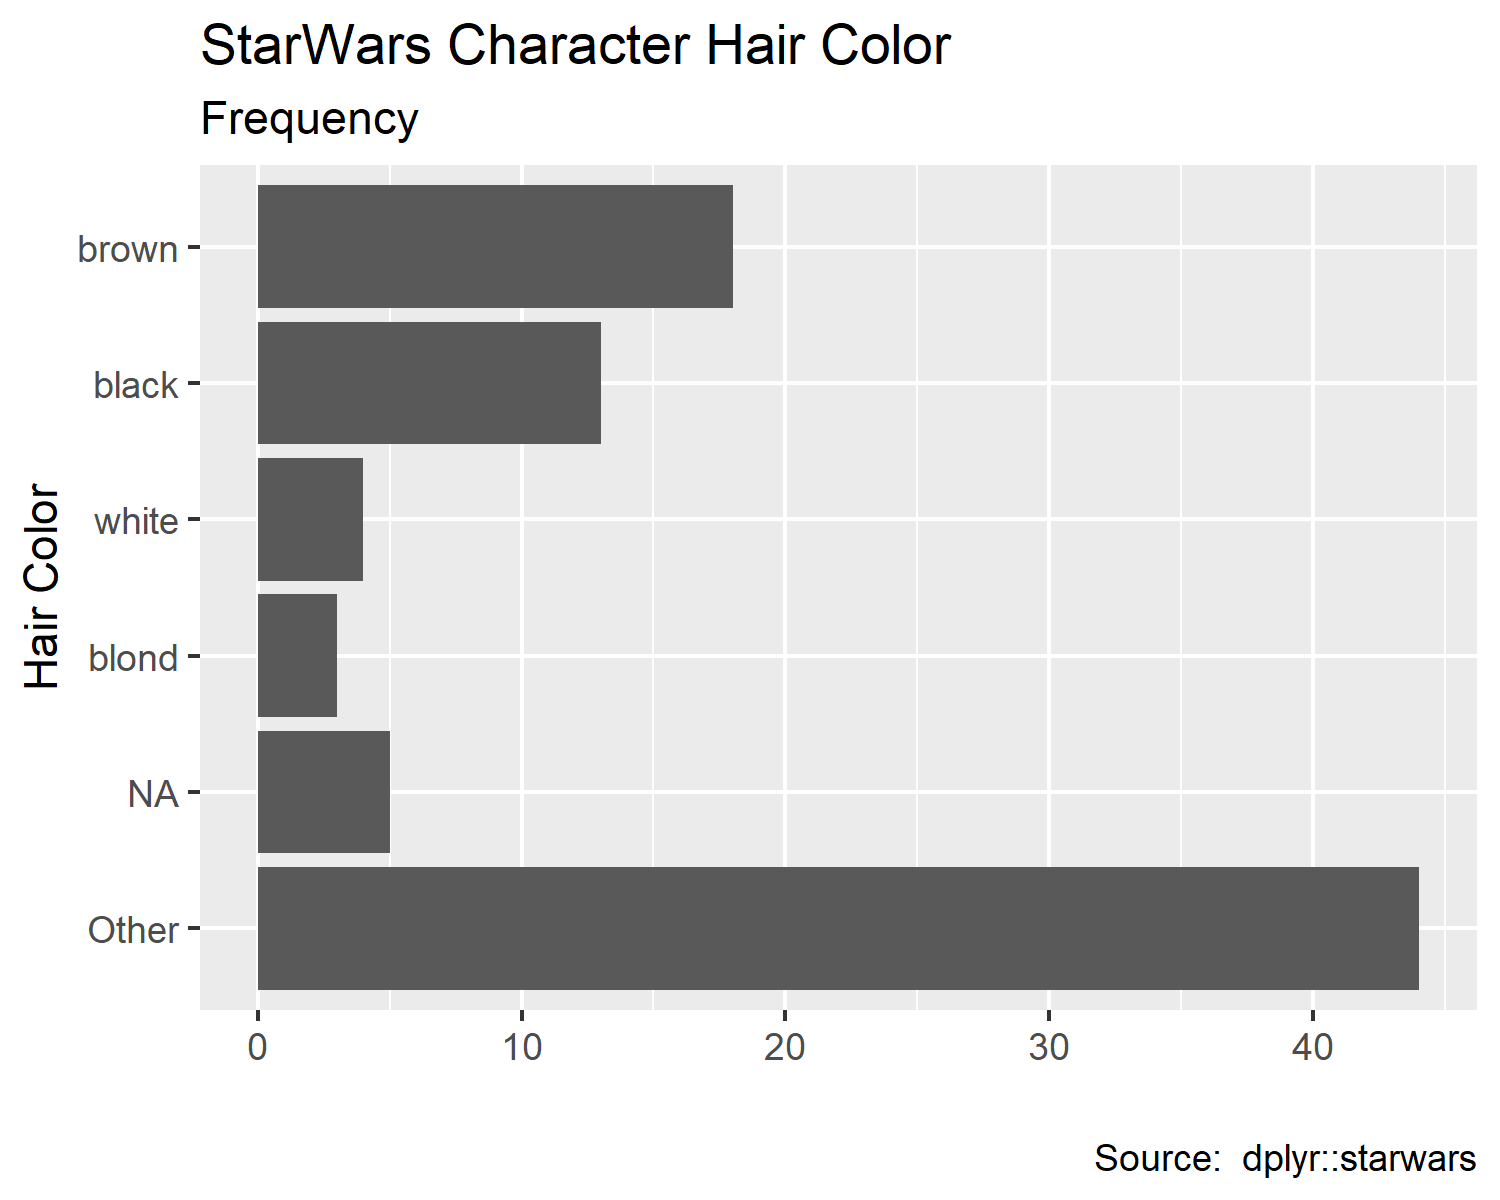 StarWars Character Hair Color
Frequency
Hair Color
brown
black
white
blond
NA
Other
0 10 20 30 40
Source:  dplyr::starwars